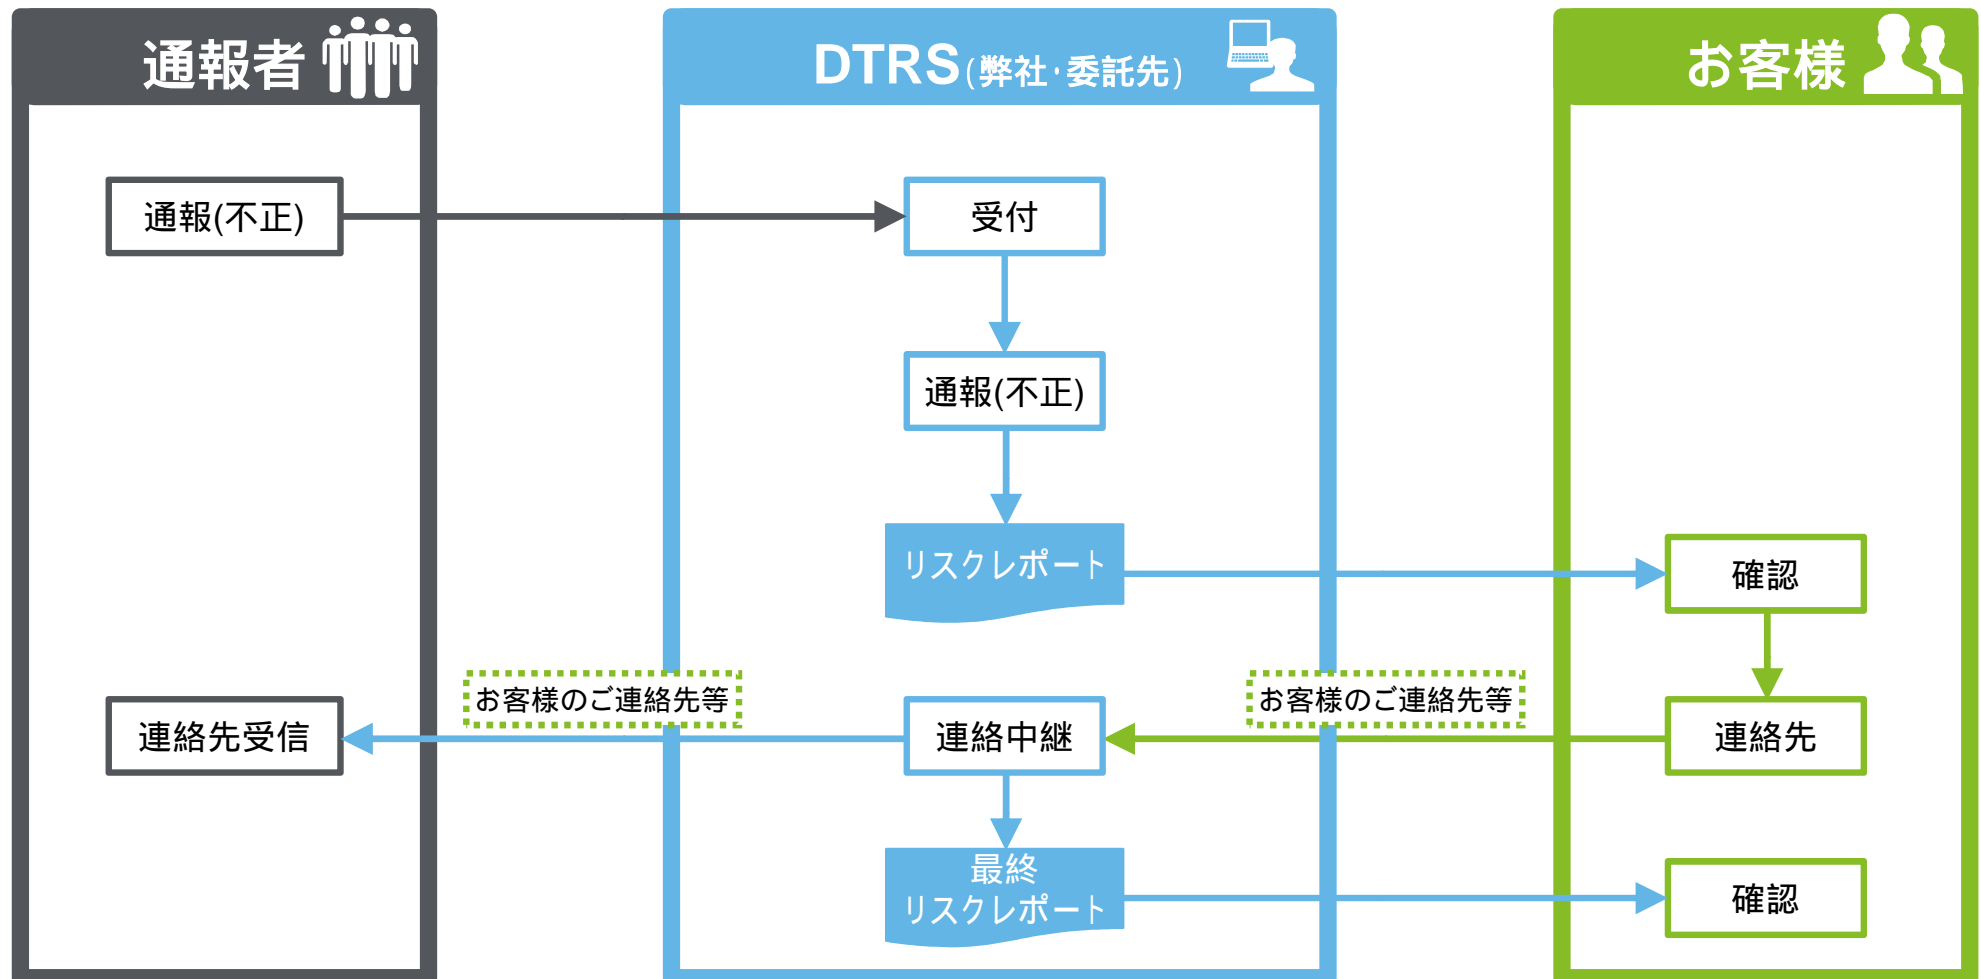 通報者
DTRS(弊社・委託先)
お客様
通報(不正)
受付
通報(不正)
リスクレポート
確認
お客様のご連絡先等
お客様のご連絡先等
連絡先受信
連絡中継
連絡先
最終
リスクレポート
確認